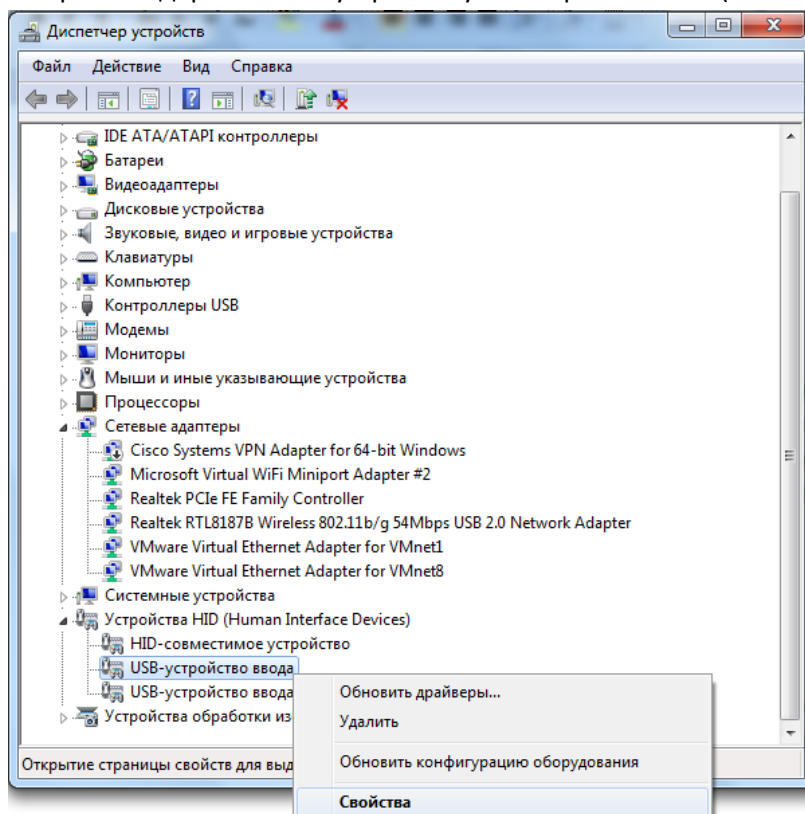 Диспетчер устройств
Файл Действие Вид Справка
IDE ATA/ATAPI контроллеры
Батареи
Видеоадаптеры
Дисковые устройства
Звуковые, видео и игровые устройства
Клавиатуры
Компьютер
Контроллеры USB
Модемы
Мониторы
Мыши и иные указывающие устройства
Процессоры
Сетевые адаптеры
Cisco Systems VPN Adapter for 64-bit Windows
Microsoft Virtual WiFi Miniport Adapter #2
Realtek PCIe FE Family Controller
Realtek RTL8187B Wireless 802.11b/g 54Mbps USB 2.0 Network Adapter
VMware Virtual Ethernet Adapter for VMnet1
VMware Virtual Ethernet Adapter for VMnet8
Системные устройства
Устройства HID (Human Interface Devices)
HID-совместимое устройство
USB-устройство ввода
USB-устройство ввода
Устройства обработки из
Открытие страницы свойств для выд
Обновить драйверы...
Удалить
Обновить конфигурацию оборудования
Свойства